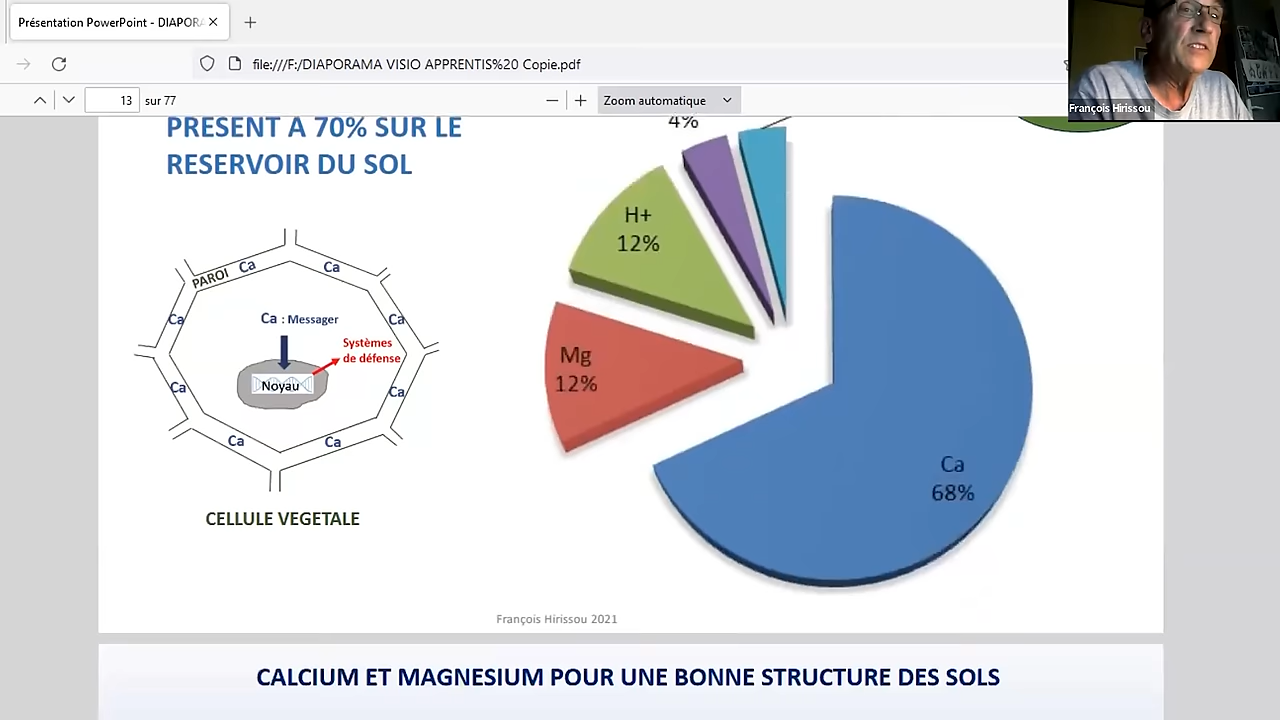 Présentation PowerPoint - DIAPOR
file:///F:/DIAPORAMA VISIO APPRENTIS%20 Copie.pdf
13 sur 77
Zoom automatique
François Hirissou
PRESENT A 70% SUR LE
RESERVOIR DU SOL
4%
H+
12%
Mg
12%
Ca
68%
PAROI
Ca
Ca
Ca
Ca
Ca : Messager
Systèmes
de défense
Noyau
Ca
Ca
Ca
Ca
CELLULE VEGETALE
François Hirissou 2021
CALCIUM ET MAGNESIUM POUR UNE BONNE STRUCTURE DES SOLS